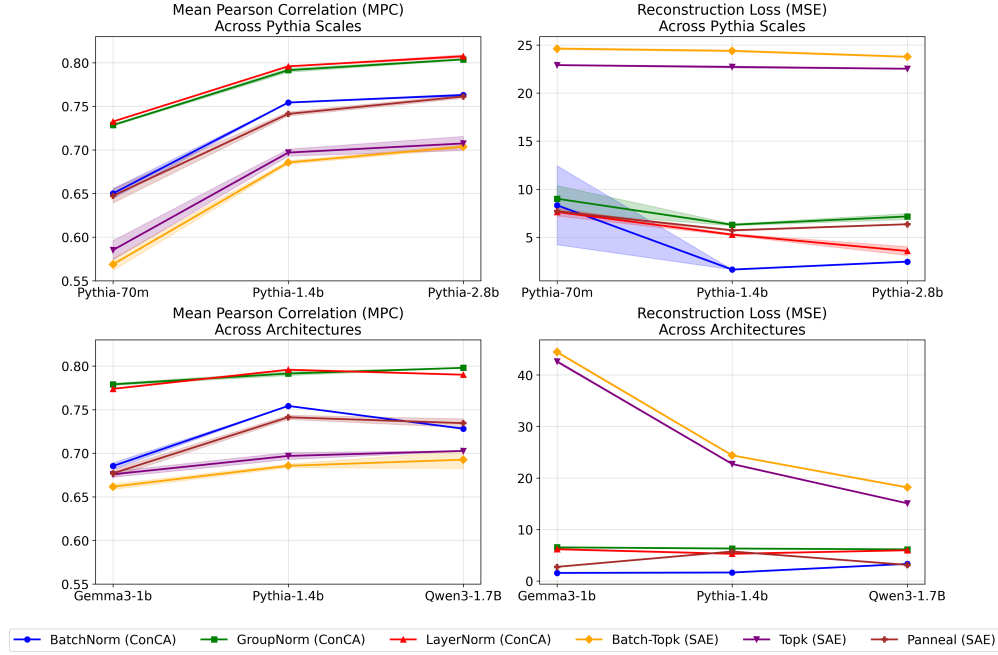 Mean Pearson Correlation (MPC)
Across Pythia Scales
0.80
0.75
0.70
0.65
0.60
0.55
Pythia-70m
Pythia-1.4b
Pythia-2.8b
Reconstruction Loss (MSE)
Across Pythia Scales
25
20
15
10
5
Pythia-70m
Pythia-1.4b
Pythia-2.8b
Mean Pearson Correlation (MPC)
Across Architectures
0.80
0.75
0.70
0.65
0.60
0.55
Gemma3-1b
Pythia-1.4b
Qwen3-1.7B
Reconstruction Loss (MSE)
Across Architectures
40
30
20
10
0
Gemma3-1b
Pythia-1.4b
Qwen3-1.7B
BatchNorm (ConCA)
GroupNorm (ConCA)
LayerNorm (ConCA)
Batch-Topk (SAE)
Topk (SAE)
Panneal (SAE)